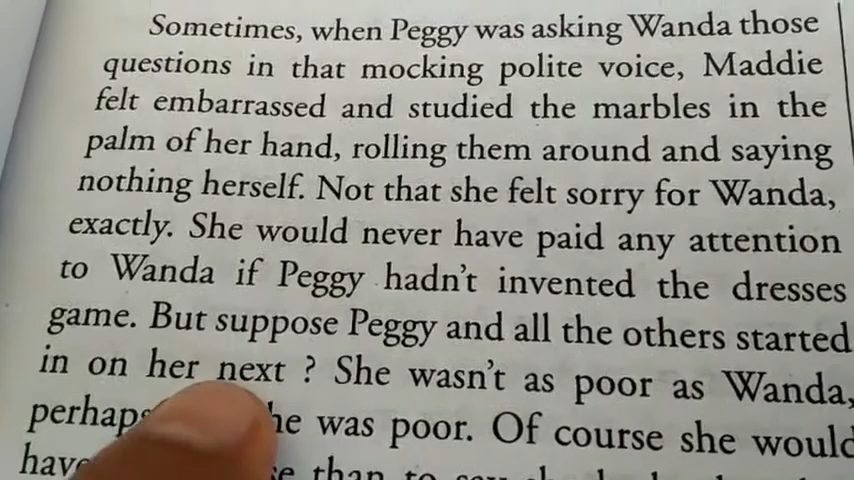 Sometimes, when Peggy was asking Wanda those
questions in that mocking polite voice, Maddie
felt embarrassed and studied the marbles in the
palm of her hand, rolling them around and saying
nothing herself. Not that she felt sorry for Wanda,
exactly. She would never have paid any attention
to Wanda if Peggy hadn't invented the dresses
game. But suppose Peggy and all the others started
in on her next ? She wasn't as poor as Wanda,
perhaps he was poor. Of course she would
have than to